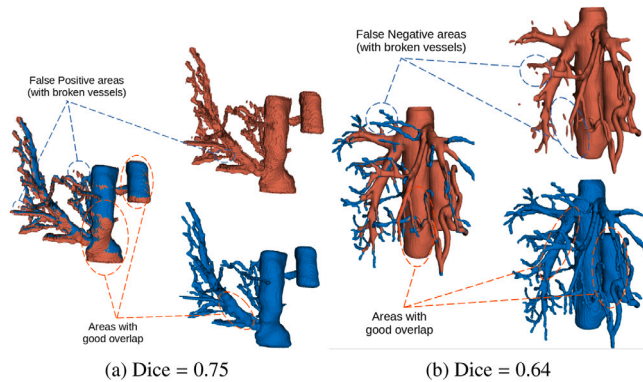 False Positive areas
(with broken vessels)
Areas with
good overlap
(a) Dice = 0.75
False Negative areas
(with broken vessels)
Areas with
good overlap
(b) Dice = 0.64